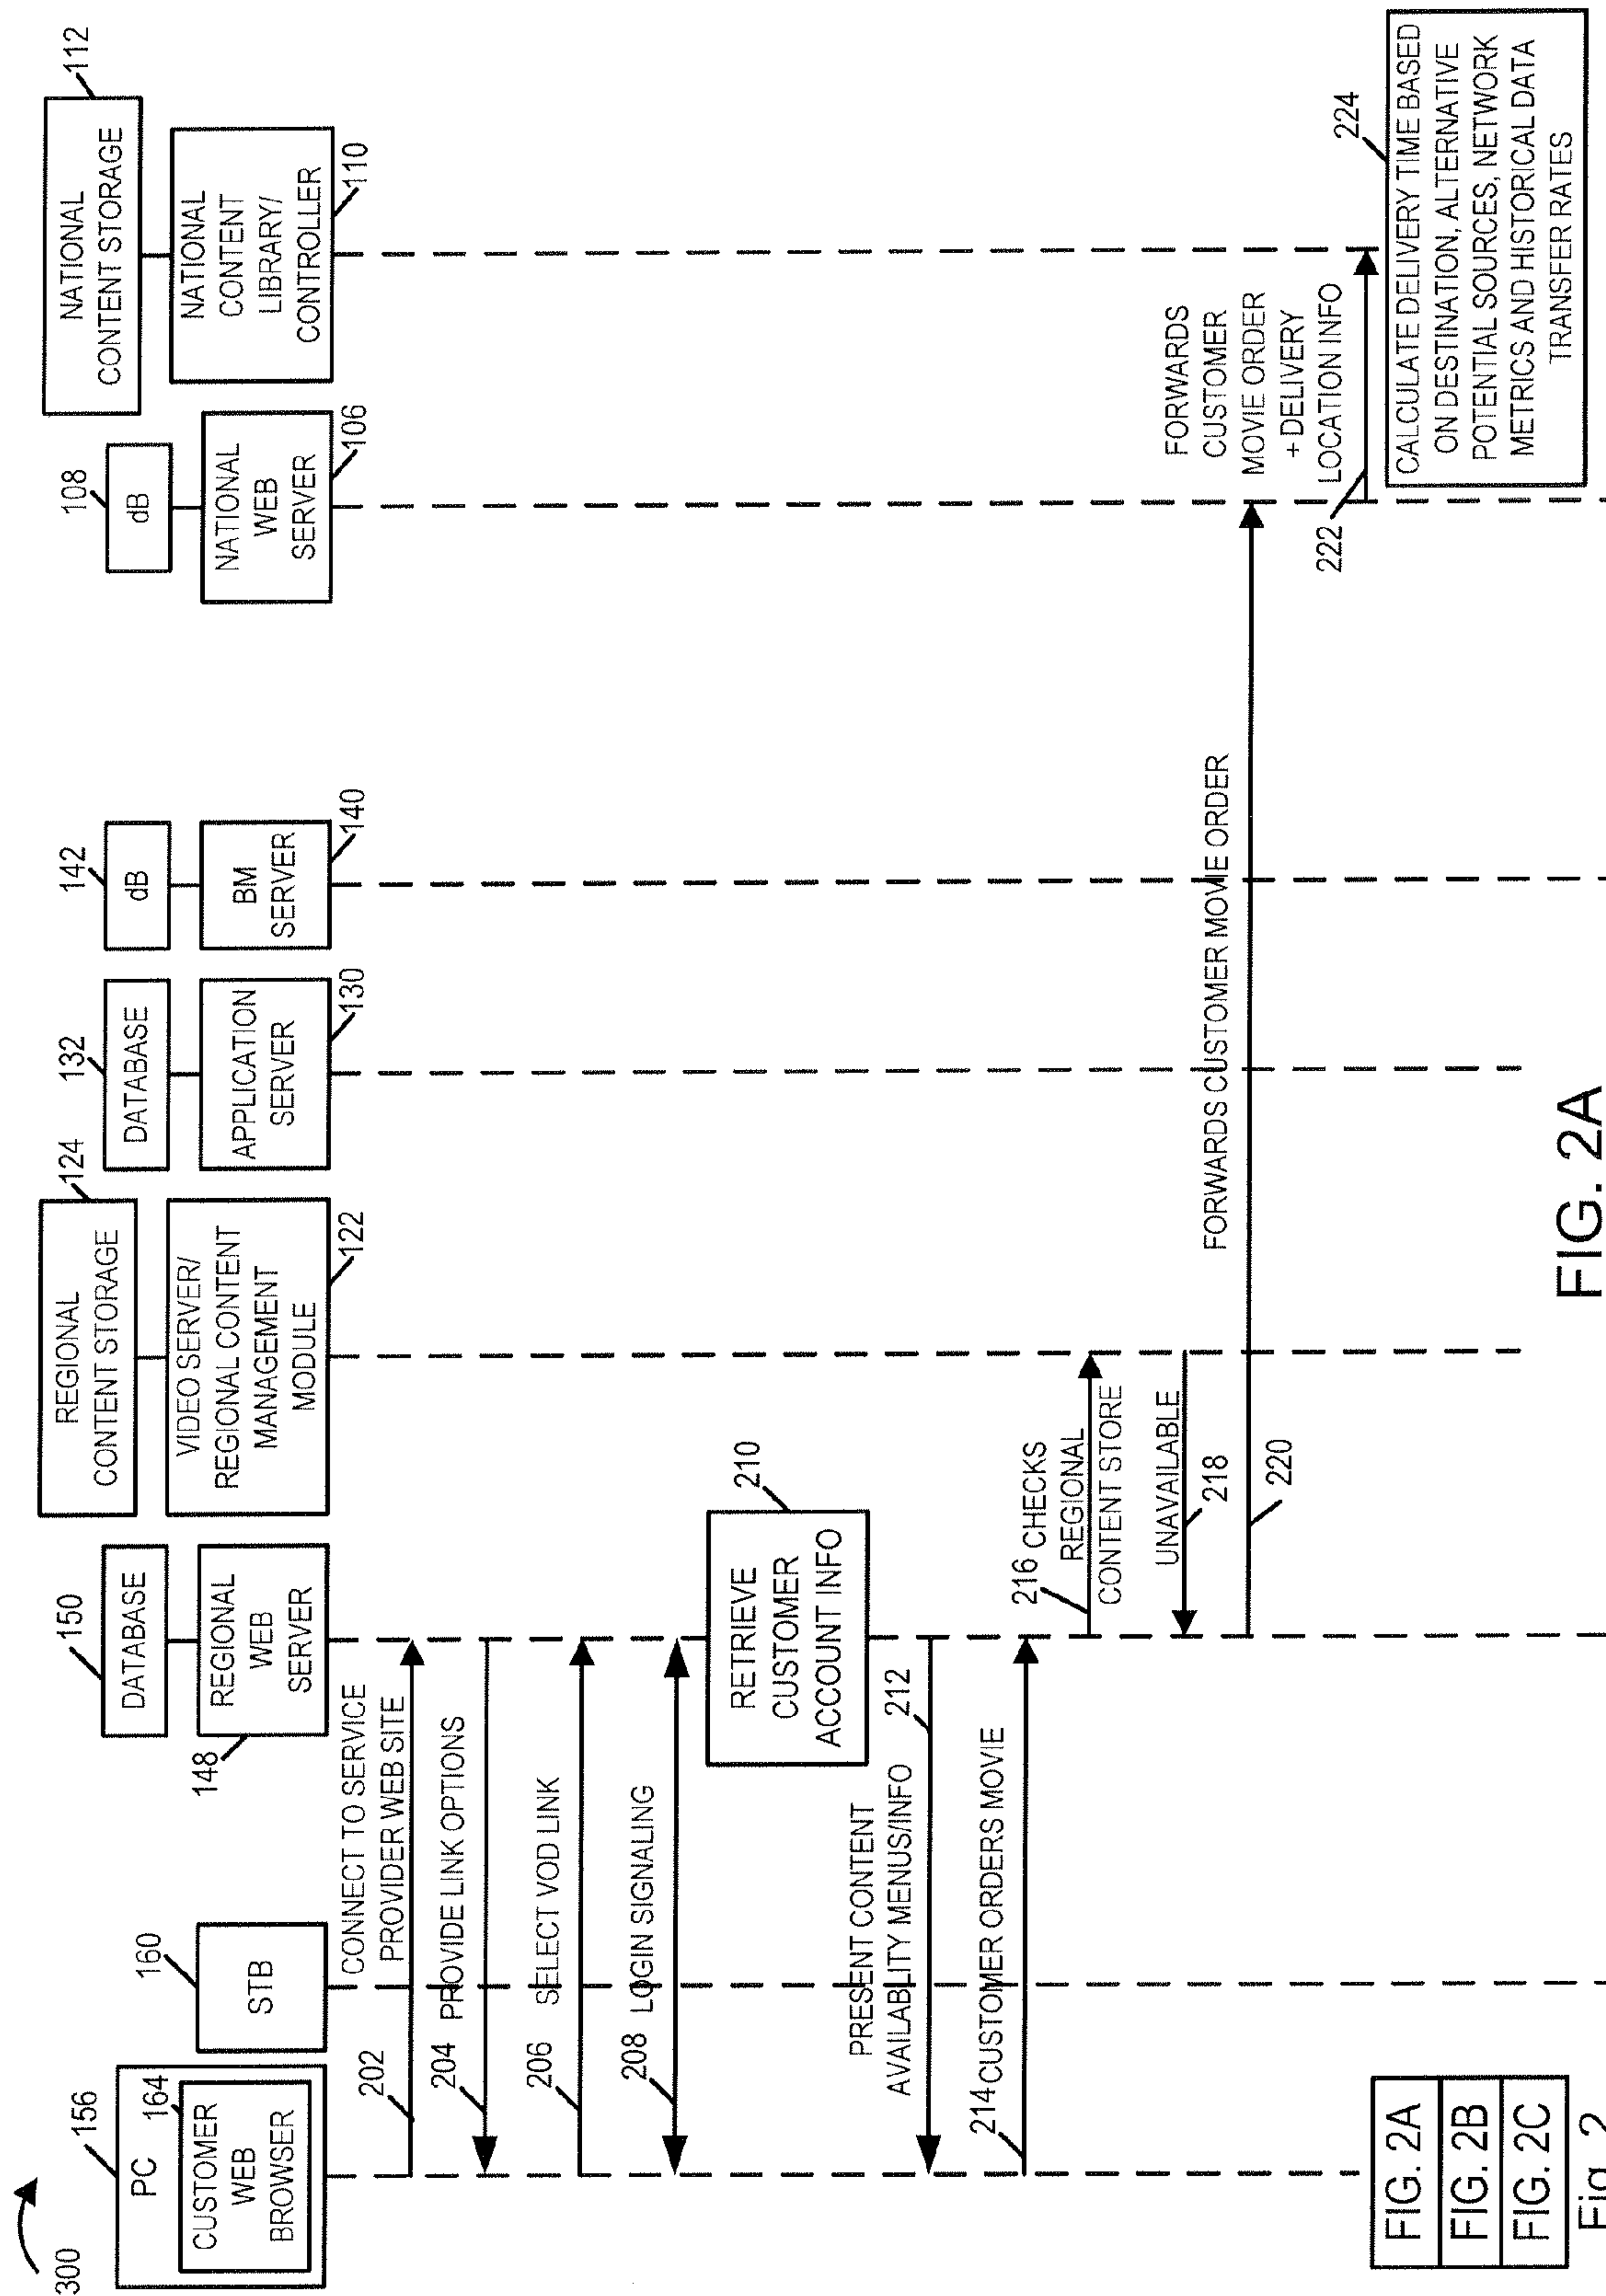 300
PC
156
164
CUSTOMER
WEB
BROWSER
160
STB
150
DATABASE
REGIONAL
WEB
SERVER
148
124
REGIONAL
CONTENT STORAGE
VIDEO SERVER/
REGIONAL CONTENT
MANAGEMENT
MODULE
122
132
DATABASE
APPLICATION
SERVER
130
142
dB
BM
SERVER
140
108
dB
NATIONAL
WEB
SERVER
106
112
NATIONAL
CONTENT STORAGE
NATIONAL
CONTENT
LIBRARY/
CONTROLLER
110
CONNECT TO SERVICE
PROVIDER WEB SITE
202
PROVIDE LINK OPTIONS
204
SELECT VOD LINK
206
LOGIN SIGNALING
208
210
RETRIEVE
CUSTOMER
ACCOUNT INFO
PRESENT CONTENT
AVAILABLITY MENUS/INFO
212
214 CUSTOMER ORDERS MOVIE
216 CHECKS
REGIONAL
CONTENT STORE
UNAVAILABLE
218
FORWARDS CUSTOMER MOVIE ORDER
220
FORWARDS
CUSTOMER
MOVIE ORDER
+ DELIVERY
LOCATION INFO
222
224
CALCULATE DELIVERY TIME BASED
ON DESTINATION, ALTERNATIVE
POTENTIAL SOURCES, NETWORK
METRICS AND HISTORICAL DATA
TRANSFER RATES
FIG. 2A
FIG. 2B
FIG. 2C
Fig. 2
FIG. 2A